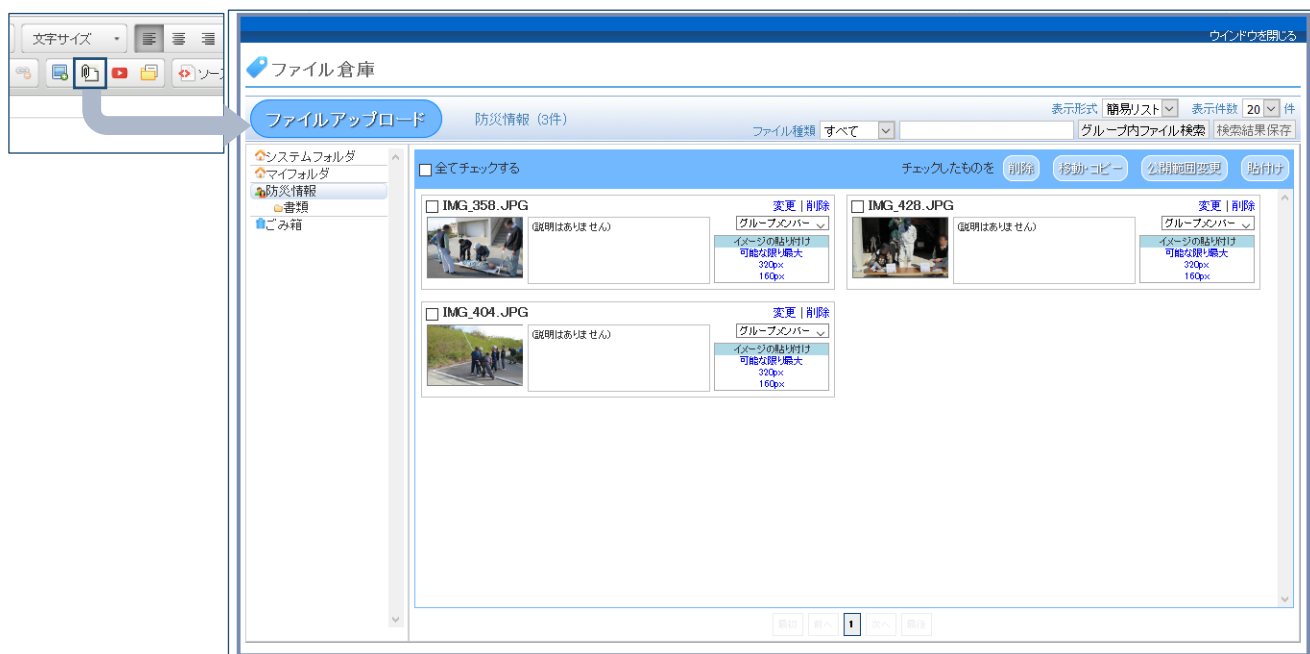 文字サイズ
ソー
ウインドウを閉じる
ファイル倉庫
ファイルアップロード
防災情報（3件）
表示形式 簡易リスト 表示件数 20 件
ファイル種類 すべて グループ内ファイル検索 検索結果保存
システムフォルダ
マイフォルダ
防災情報
書類
ごみ箱
全てチェックする
チェックしたものを 削除 移動・コピー 公開範囲変更 貼付け
IMG_358.JPG 変更 | 削除
(説明はありません)
グループメンバー
イメージの貼り付け
可能な限り最大
320px
160px
IMG_428.JPG 変更 | 削除
(説明はありません)
グループメンバー
イメージの貼り付け
可能な限り最大
320px
160px
IMG_404.JPG 変更 | 削除
(説明はありません)
グループメンバー
イメージの貼り付け
可能な限り最大
320px
160px
最初 前へ 1 次へ 最後